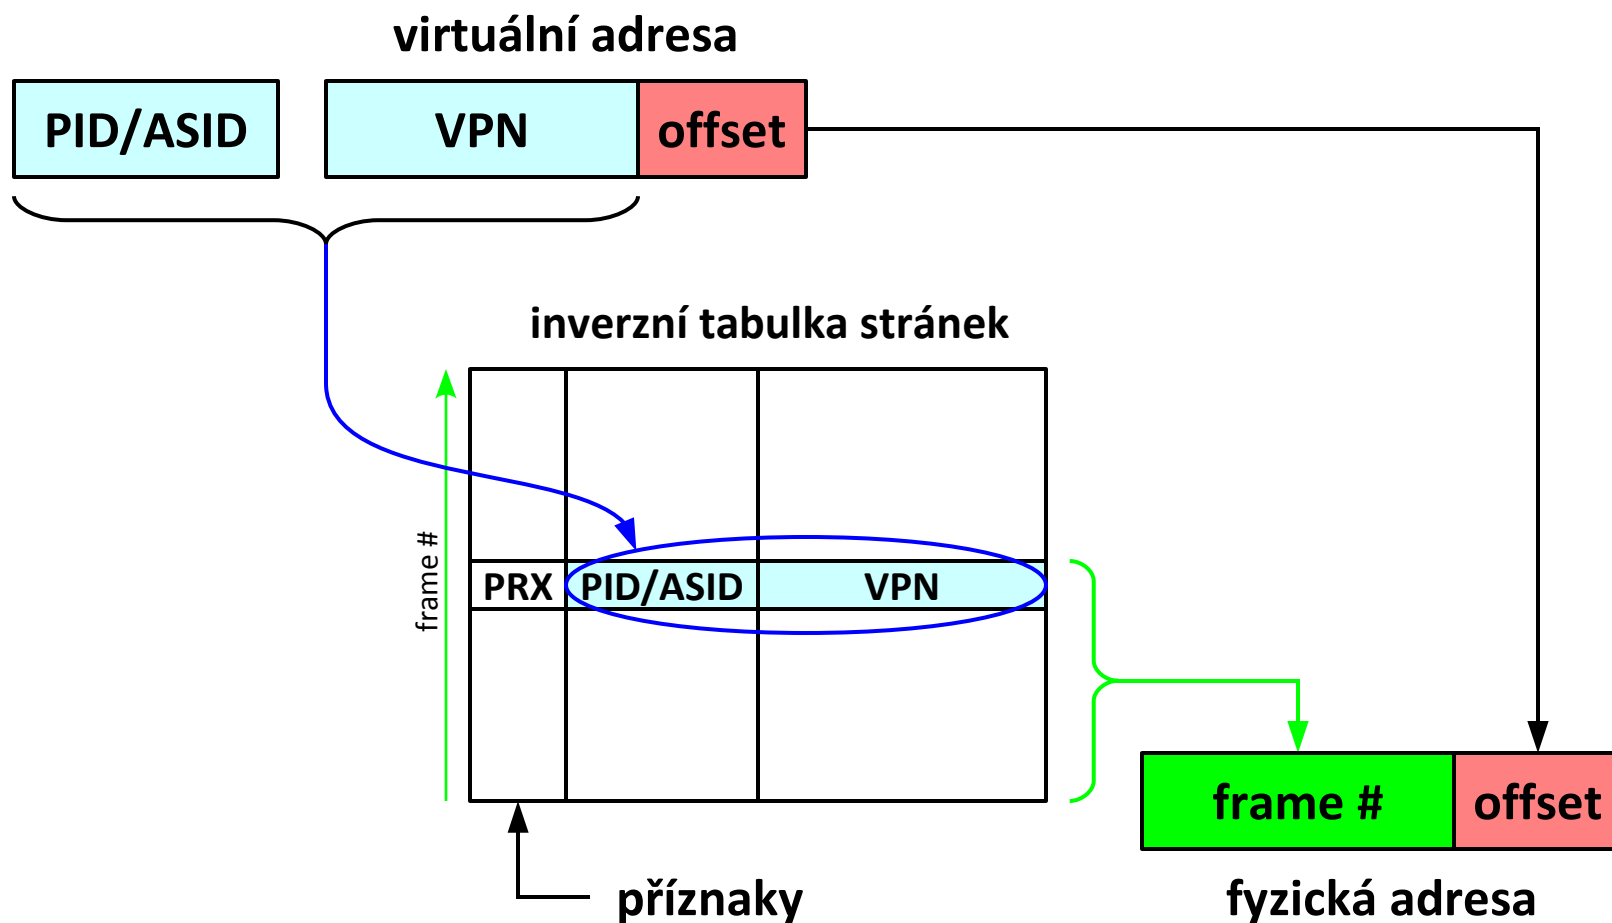 virtuální adresa
PID/ASID VPN offset
inverzní tabulka stránek
frame #
PRX PID/ASID VPN
frame # offset
příznaky fyzická adresa